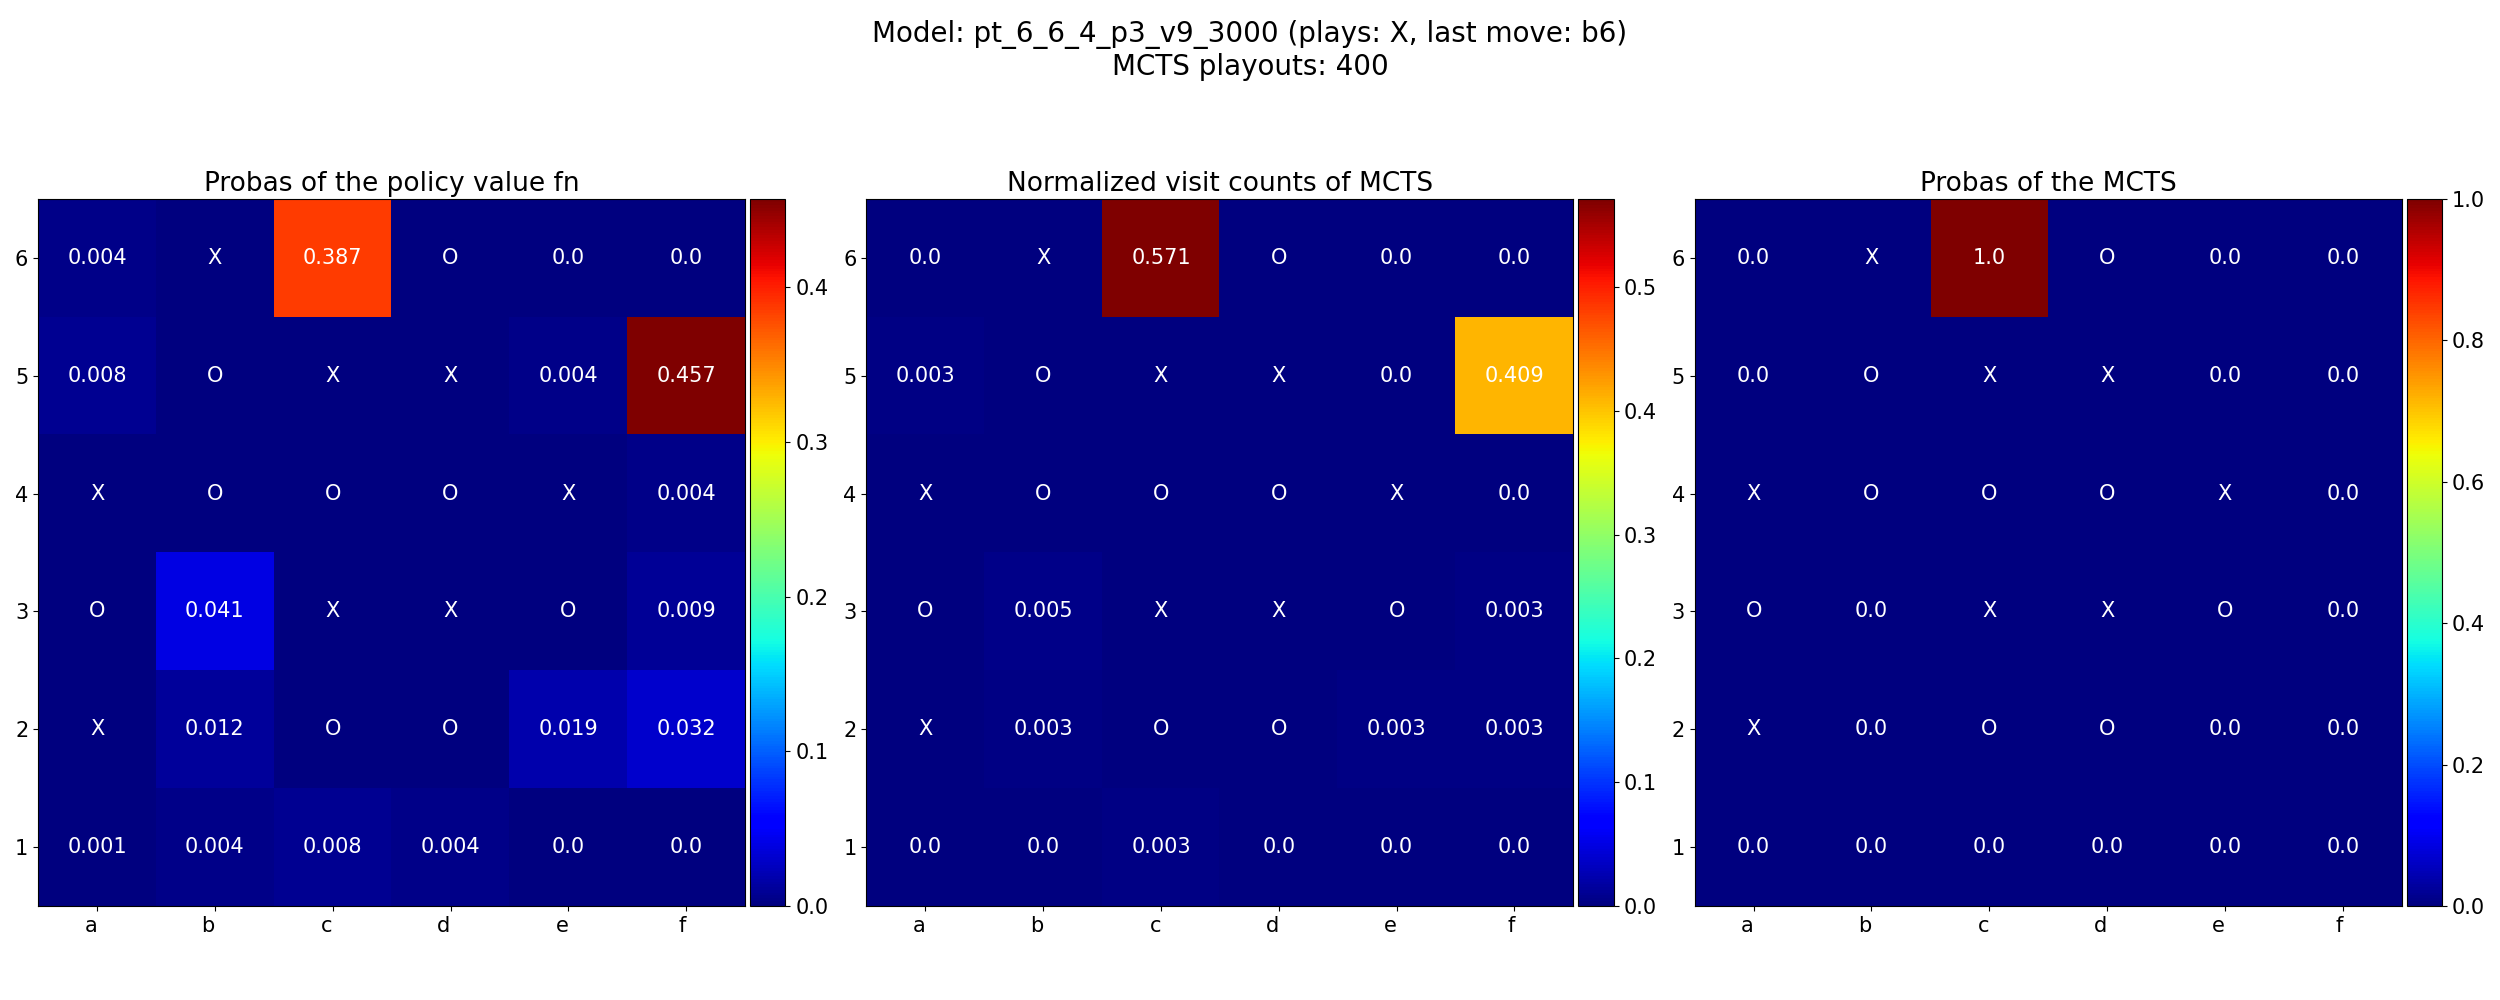 Model: pt_6_6_4_p3_v9_3000 (plays: X, last move: b6)
MCTS playouts: 400
Probas of the policy value fn
6 0.004 X 0.387 O 0.0 0.0
5 0.008 O X X 0.004 0.457
4 X O O O X 0.004
3 O 0.041 X X O 0.009
2 X 0.012 O O 0.019 0.032
1 0.001 0.004 0.008 0.004 0.0 0.0
a b c d e f
0.4
0.3
0.2
0.1
0.0
Normalized visit counts of MCTS
6 0.0 X 0.571 O 0.0 0.0
5 0.003 O X X 0.0 0.409
4 X O O O X 0.0
3 O 0.005 X X O 0.003
2 X 0.003 O O 0.003 0.003
1 0.0 0.0 0.003 0.0 0.0 0.0
a b c d e f
0.5
0.4
0.3
0.2
0.1
0.0
Probas of the MCTS
6 0.0 X 1.0 O 0.0 0.0
5 0.0 O X X 0.0 0.0
4 X O O O X 0.0
3 O 0.0 X X O 0.0
2 X 0.0 O O 0.0 0.0
1 0.0 0.0 0.0 0.0 0.0 0.0
a b c d e f
1.0
0.8
0.6
0.4
0.2
0.0